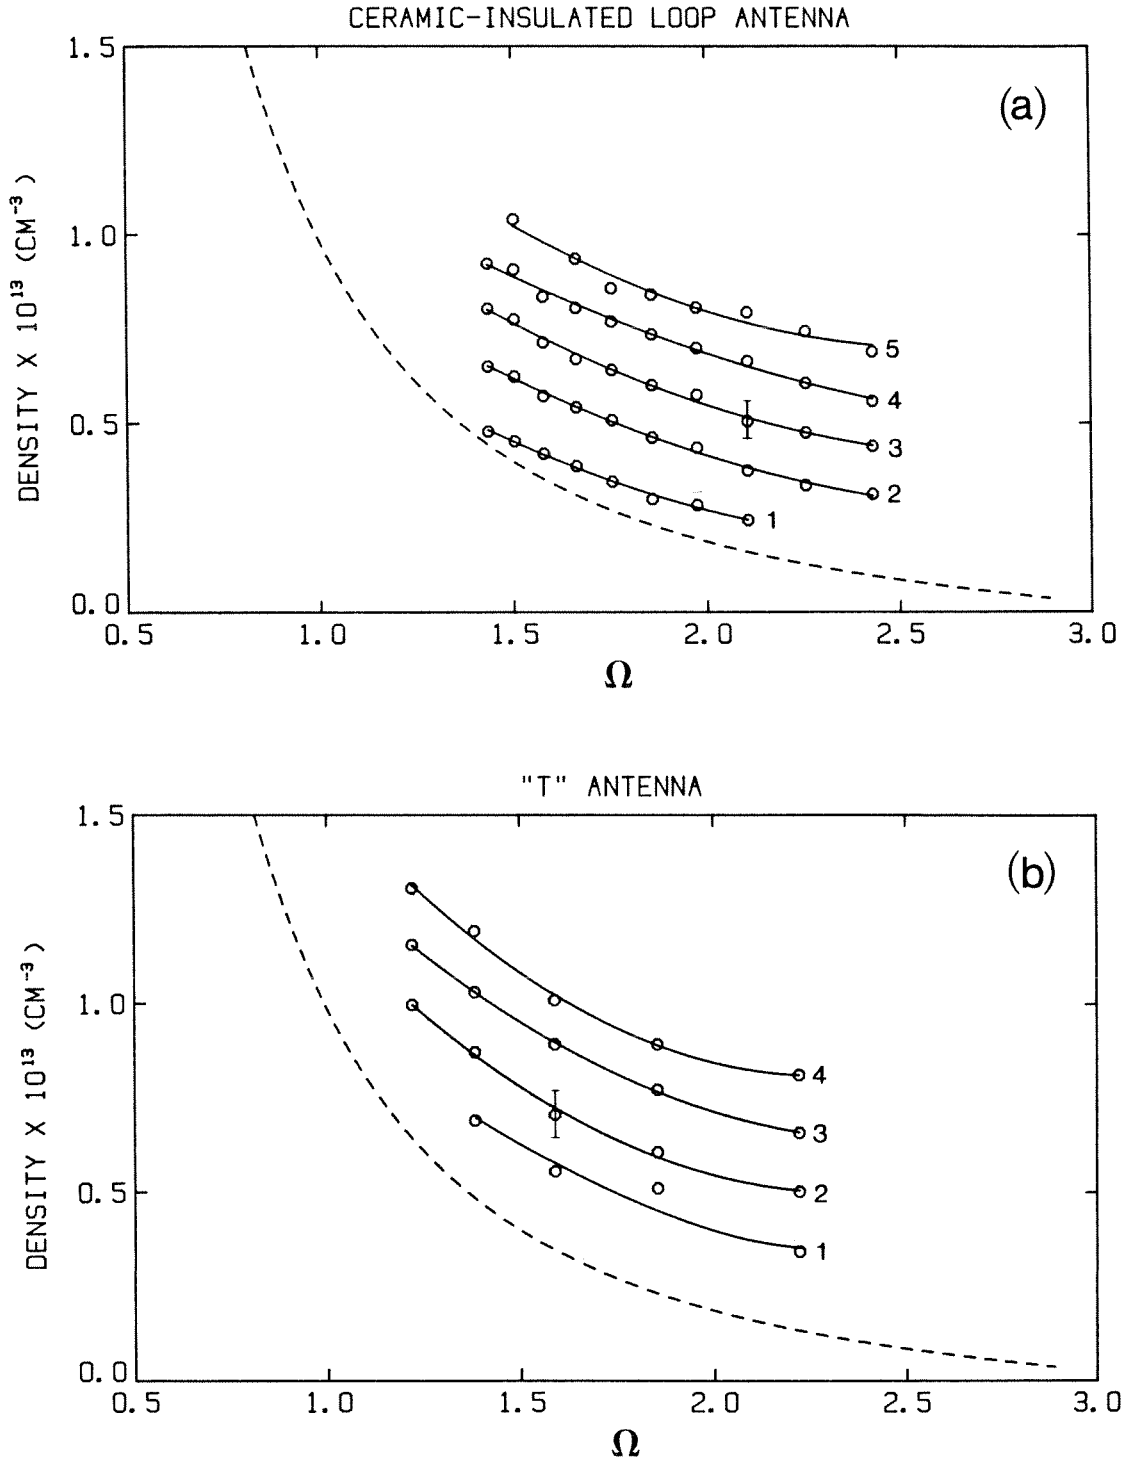 CERAMIC-INSULATED LOOP ANTENNA
(a)
DENSITY X 10¹³ (CM⁻³)
1.5
1.0
0.5
0.0
5
4
3
2
1
0.5 1.0 1.5 2.0 2.5 3.0
Ω
"T" ANTENNA
(b)
DENSITY X 10¹³ (CM⁻³)
1.5
1.0
0.5
0.0
4
3
2
1
0.5 1.0 1.5 2.0 2.5 3.0
Ω